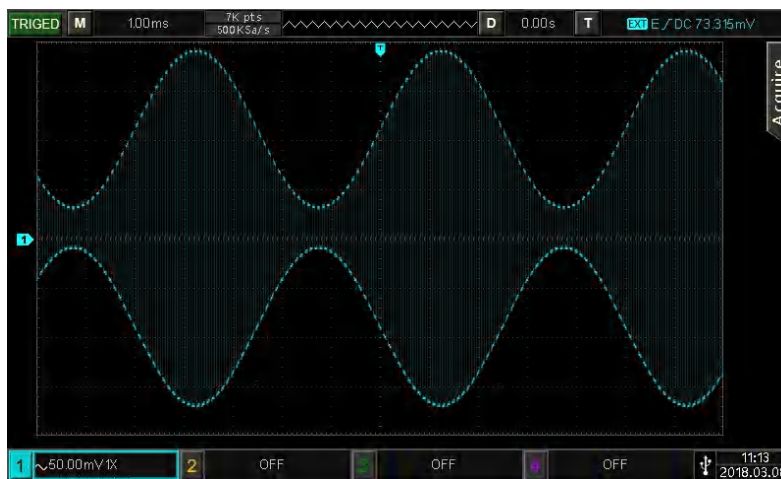 TRIGED M 1.00ms 7K pts D 0.00s T EXT E DC 73.315mV
500KSa/s
T
Acquire
1
1 50.00mV 1X 2 OFF 3 OFF 4 OFF 11:13
2018.03.08